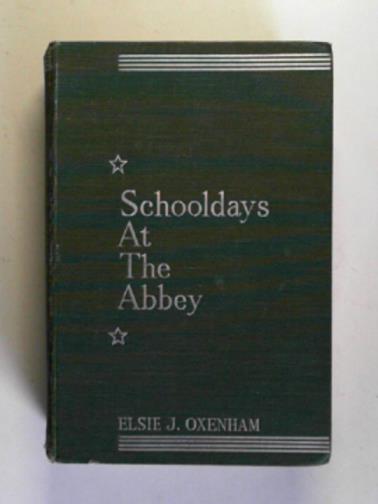 Schooldays
At
The
Abbey
ELSIE J. OXENHAM